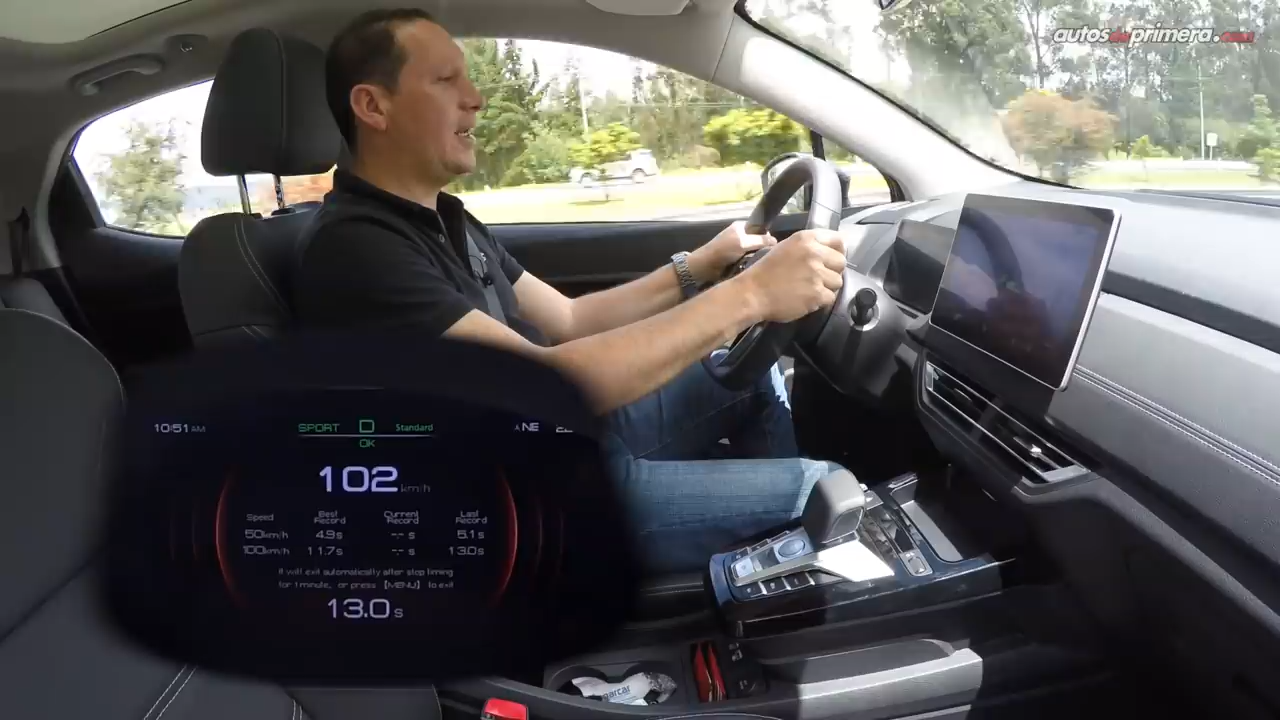 autosdeprimera.com
10:51 AM
SPORT D Standard
NE
OK
102 km/h
Speed Best Record Current Record Last Record
50km/h 4.9s -.- s 5.1s
100km/h 11.7s -.- s 13.0s
It will exit automatically after stop timing
for 1 minute, or press 【MENU】 to exit
13.0 s